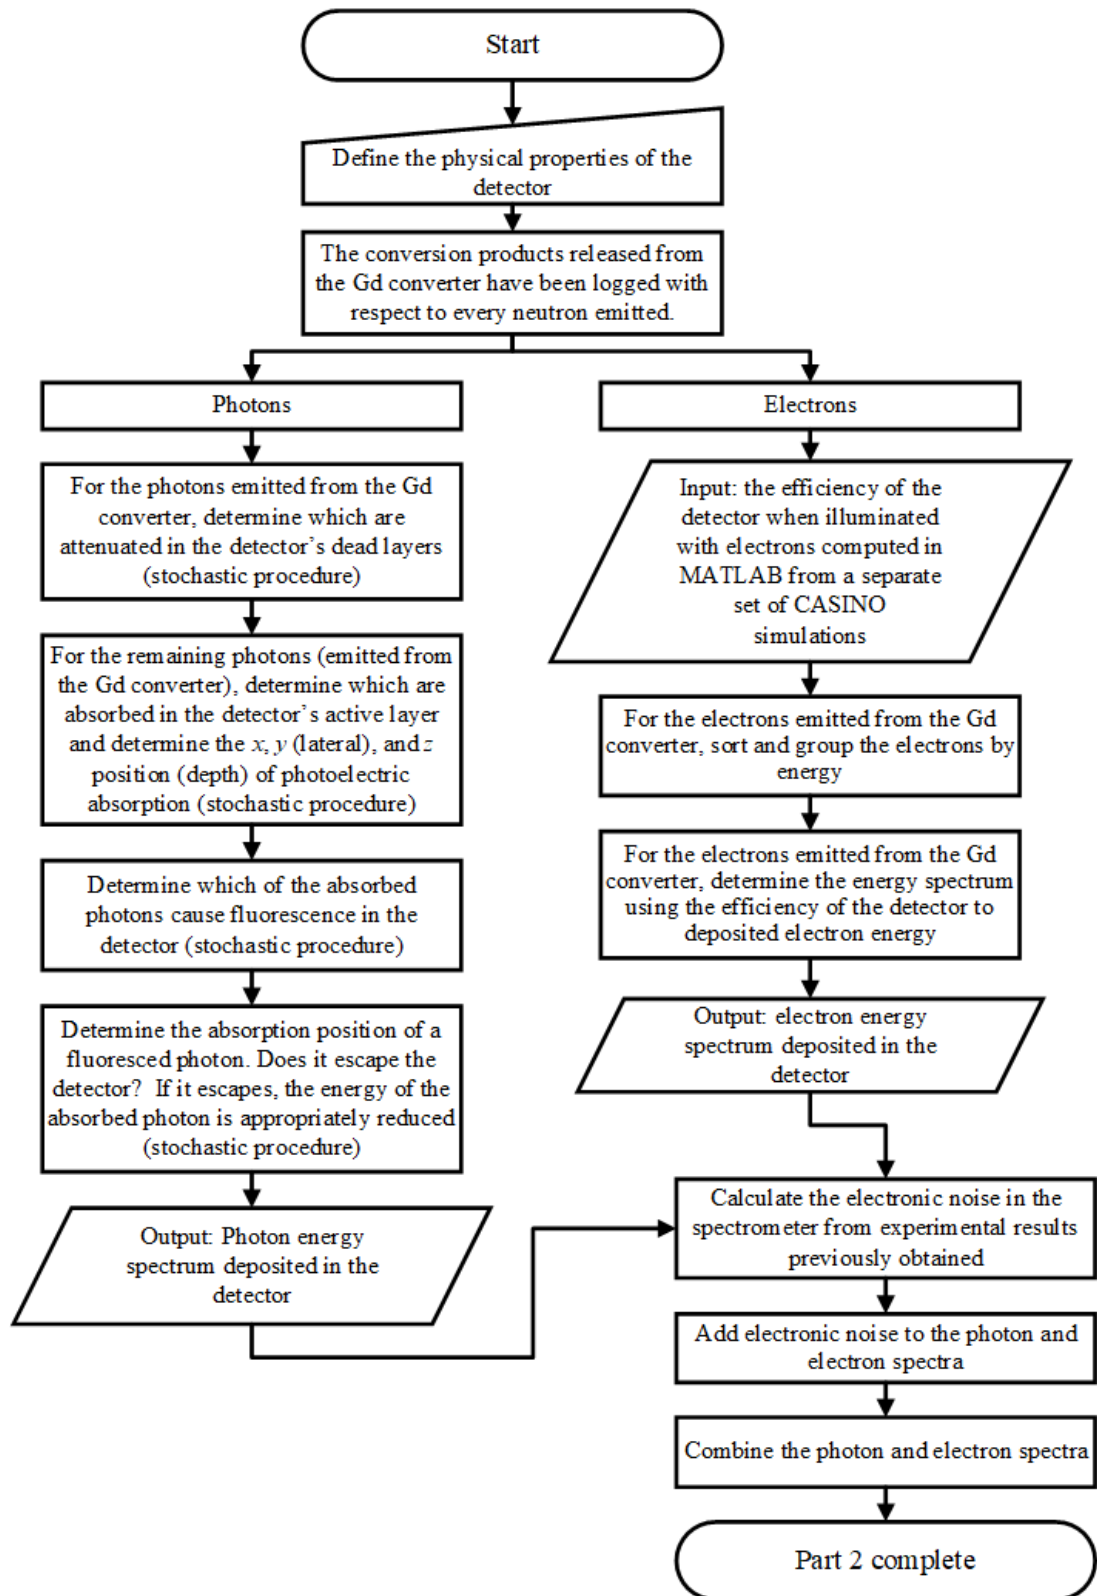 Start
Define the physical properties of the
detector
The conversion products released from
the Gd converter have been logged with
respect to every neutron emitted.
Photons
For the photons emitted from the Gd
converter, determine which are
attenuated in the detector's dead layers
(stochastic procedure)
For the remaining photons (emitted from
the Gd converter), determine which are
absorbed in the detector's active layer
and determine the x, y (lateral), and z
position (depth) of photoelectric
absorption (stochastic procedure)
Determine which of the absorbed
photons cause fluorescence in the
detector (stochastic procedure)
Determine the absorption position of a
fluoresced photon. Does it escape the
detector? If it escapes, the energy of the
absorbed photon is appropriately reduced
(stochastic procedure)
Output: Photon energy
spectrum deposited in the
detector
Electrons
Input: the efficiency of the
detector when illuminated
with electrons computed in
MATLAB from a separate
set of CASINO
simulations
For the electrons emitted from the Gd
converter, sort and group the electrons by
energy
For the electrons emitted from the Gd
converter, determine the energy spectrum
using the efficiency of the detector to
deposited electron energy
Output: electron energy
spectrum deposited in the
detector
Calculate the electronic noise in the
spectrometer from experimental results
previously obtained
Add electronic noise to the photon and
electron spectra
Combine the photon and electron spectra
Part 2 complete